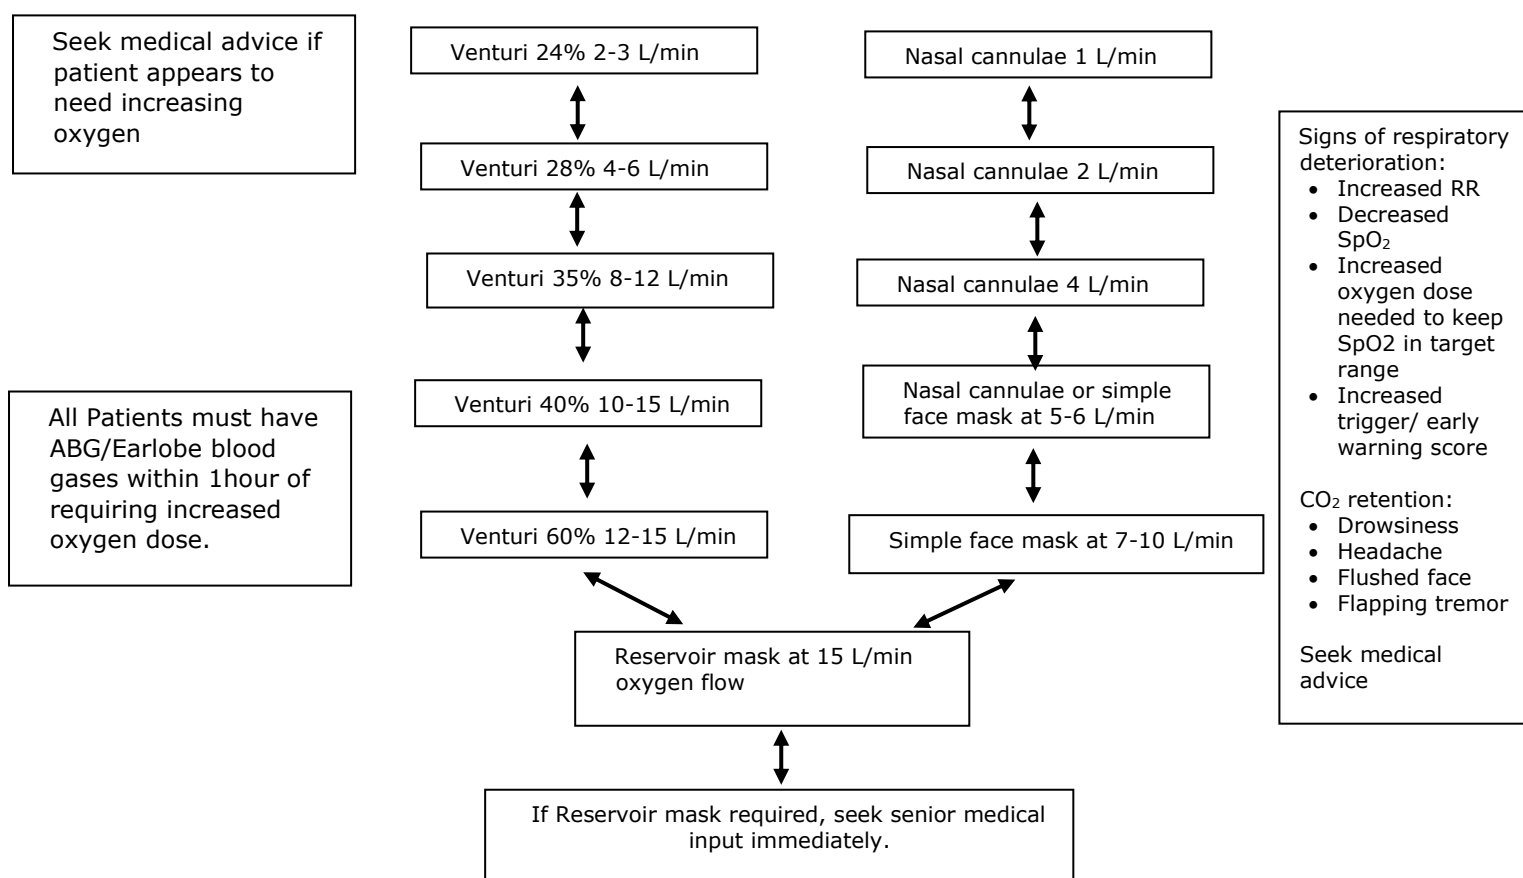 Seek medical advice if
patient appears to
need increasing
oxygen
All Patients must have
ABG/Earlobe blood
gases within 1hour of
requiring increased
oxygen dose.
Venturi 24% 2-3 L/min
Venturi 28% 4-6 L/min
Venturi 35% 8-12 L/min
Venturi 40% 10-15 L/min
Venturi 60% 12-15 L/min
Nasal cannulae 1 L/min
Nasal cannulae 2 L/min
Nasal cannulae 4 L/min
Nasal cannulae or simple
face mask at 5-6 L/min
Simple face mask at 7-10 L/min
Reservoir mask at 15 L/min
oxygen flow
If Reservoir mask required, seek senior medical
input immediately.
Signs of respiratory
deterioration:
• Increased RR
• Decreased
SpO₂
• Increased
oxygen dose
needed to keep
SpO2 in target
range
• Increased
trigger/ early
warning score
CO₂ retention:
• Drowsiness
• Headache
• Flushed face
• Flapping tremor
Seek medical
advice